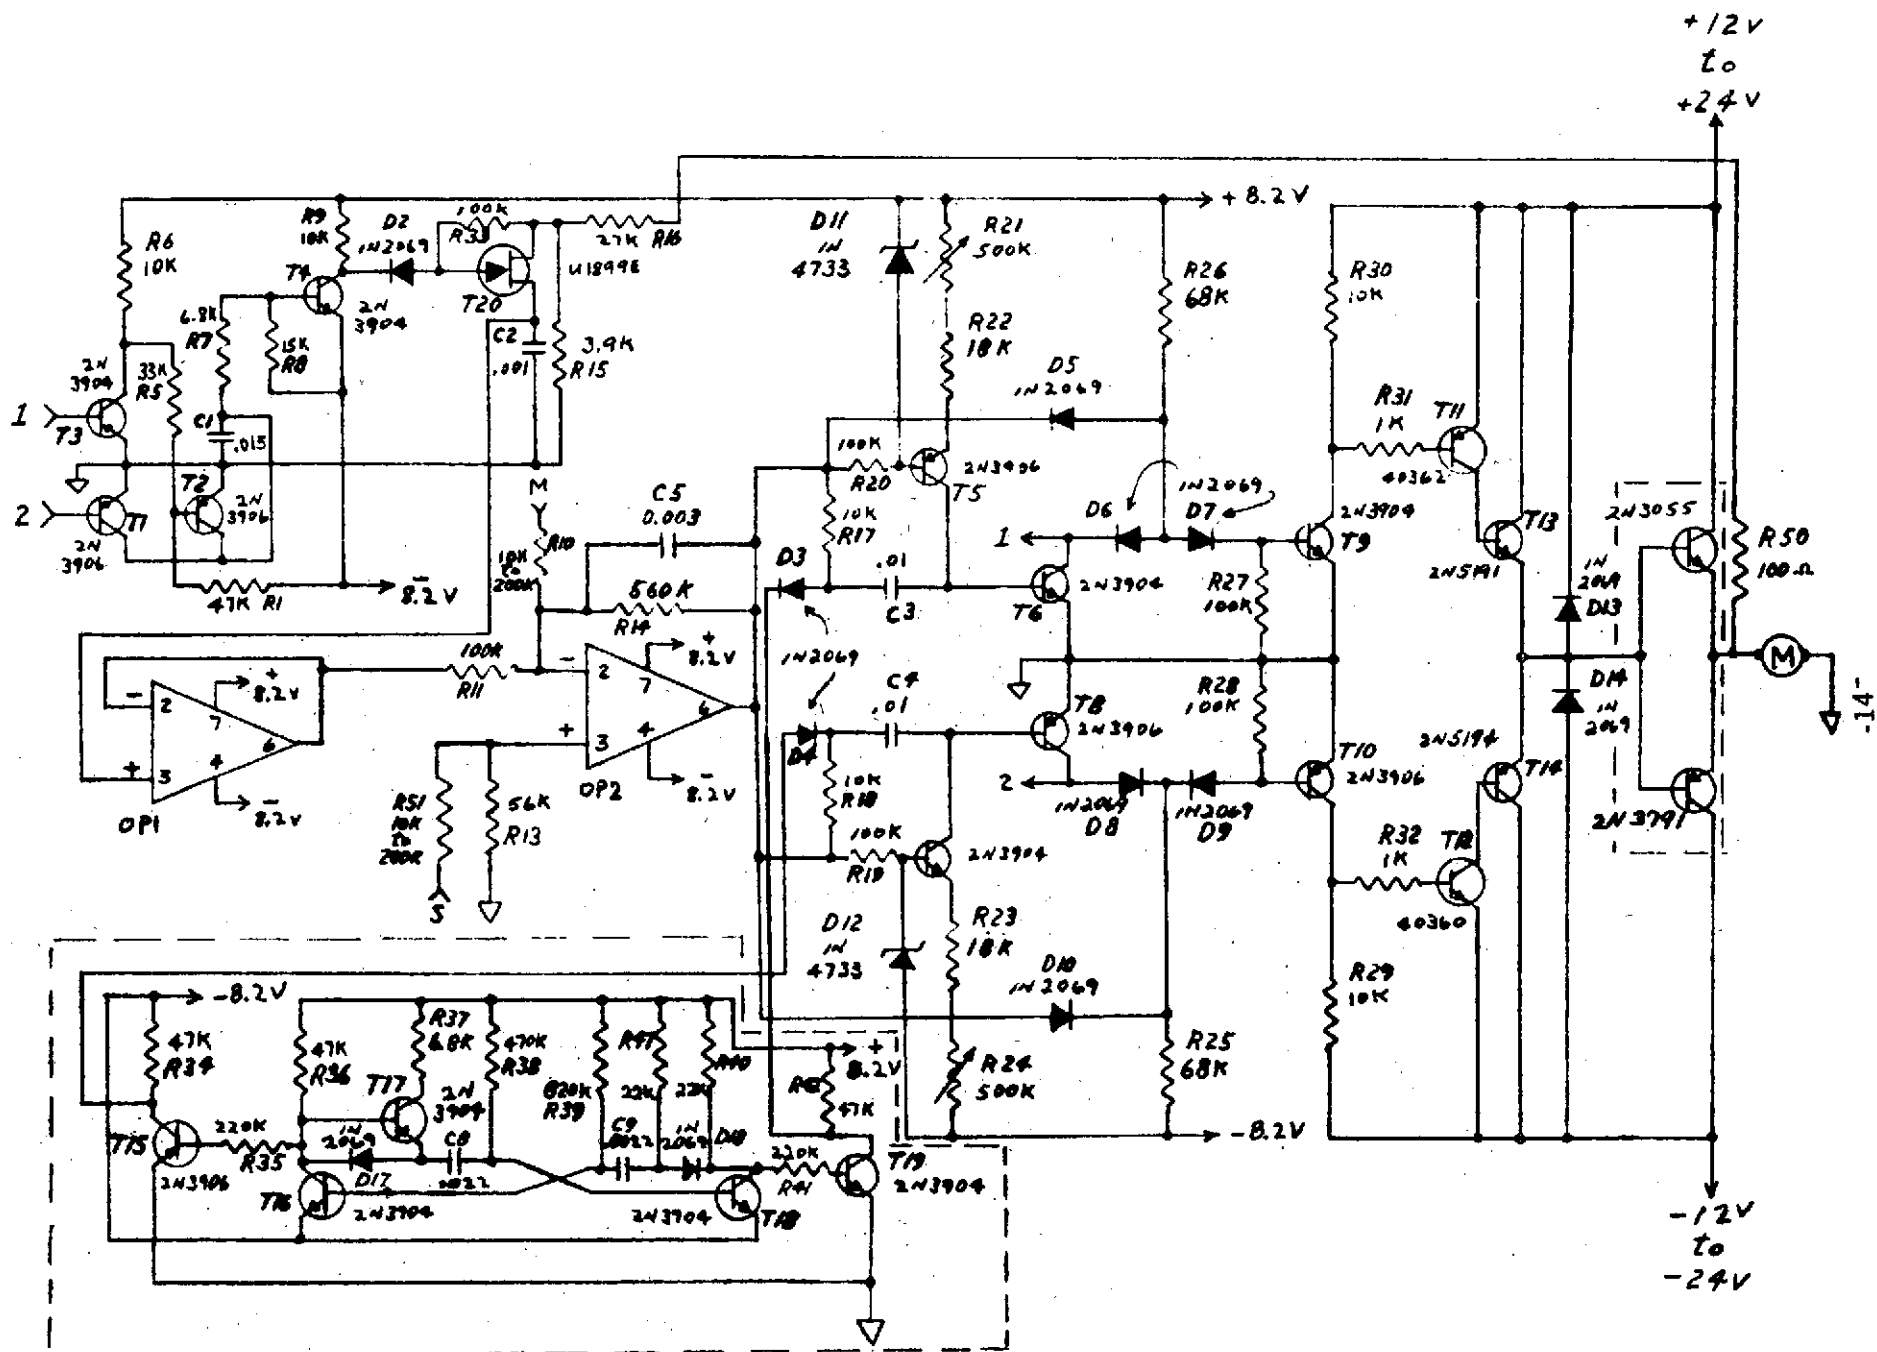 +12V
to
+24V
+8.2V
R6
10K
R9
10K
D2
1N2069
100K
R33
27K R16
U1899E
T20
T4
2N
3904
6.8K
R7
15K
R8
C2
.001
3.9K
R15
33K
R5
2N
3904
1
T3
C1
.015
2
T1
2N
3906
T2
2N
3906
47K R1
-8.2V
M
R10
10K
to
200K
C5
0.003
560K
R14
100K
R11
2
7
+8.2V
6
4
3
-8.2V
OP1
-
+
2
7
+8.2V
6
4
3
-8.2V
OP2
-
+
R51
10K
to
200K
S
56K
R13
D11
1N
4733
R21
500K
R22
18K
R26
68K
D5
1N2069
100K
R20
2N3906
T5
10K
R17
D3
.01
C3
1N2069
D4
1
D6
1N2069
D7
2N3904
T6
R27
100K
C4
.01
T8
2N3906
R28
100K
2
1N2069
D8
1N2069
D9
10K
R18
100K
R19
2N3904
D12
1N
4733
R23
18K
D10
1N2069
R24
500K
R25
68K
-8.2V
R30
10K
R31
1K
T11
40362
2N3904
T9
T13
2N5191
1N
2069
D13
2N3055
R50
100Ω
M
D14
1N
2069
2N5194
T14
T10
2N3906
R32
1K
T12
40360
2N3791
R29
10K
-12V
to
-24V
-14-
-8.2V
47K
R34
47K
R36
R37
6.8K
470K
R38
820K
R39
R47
22K
R40
22K
+8.2V
47K
T15
2N3906
220K
R35
T17
2N
3904
1N
2069
D17
C8
.0022
C9
.0022
1N
2069
D18
T16
2N3904
2N3904
T18
220K
R41
T19
2N3904